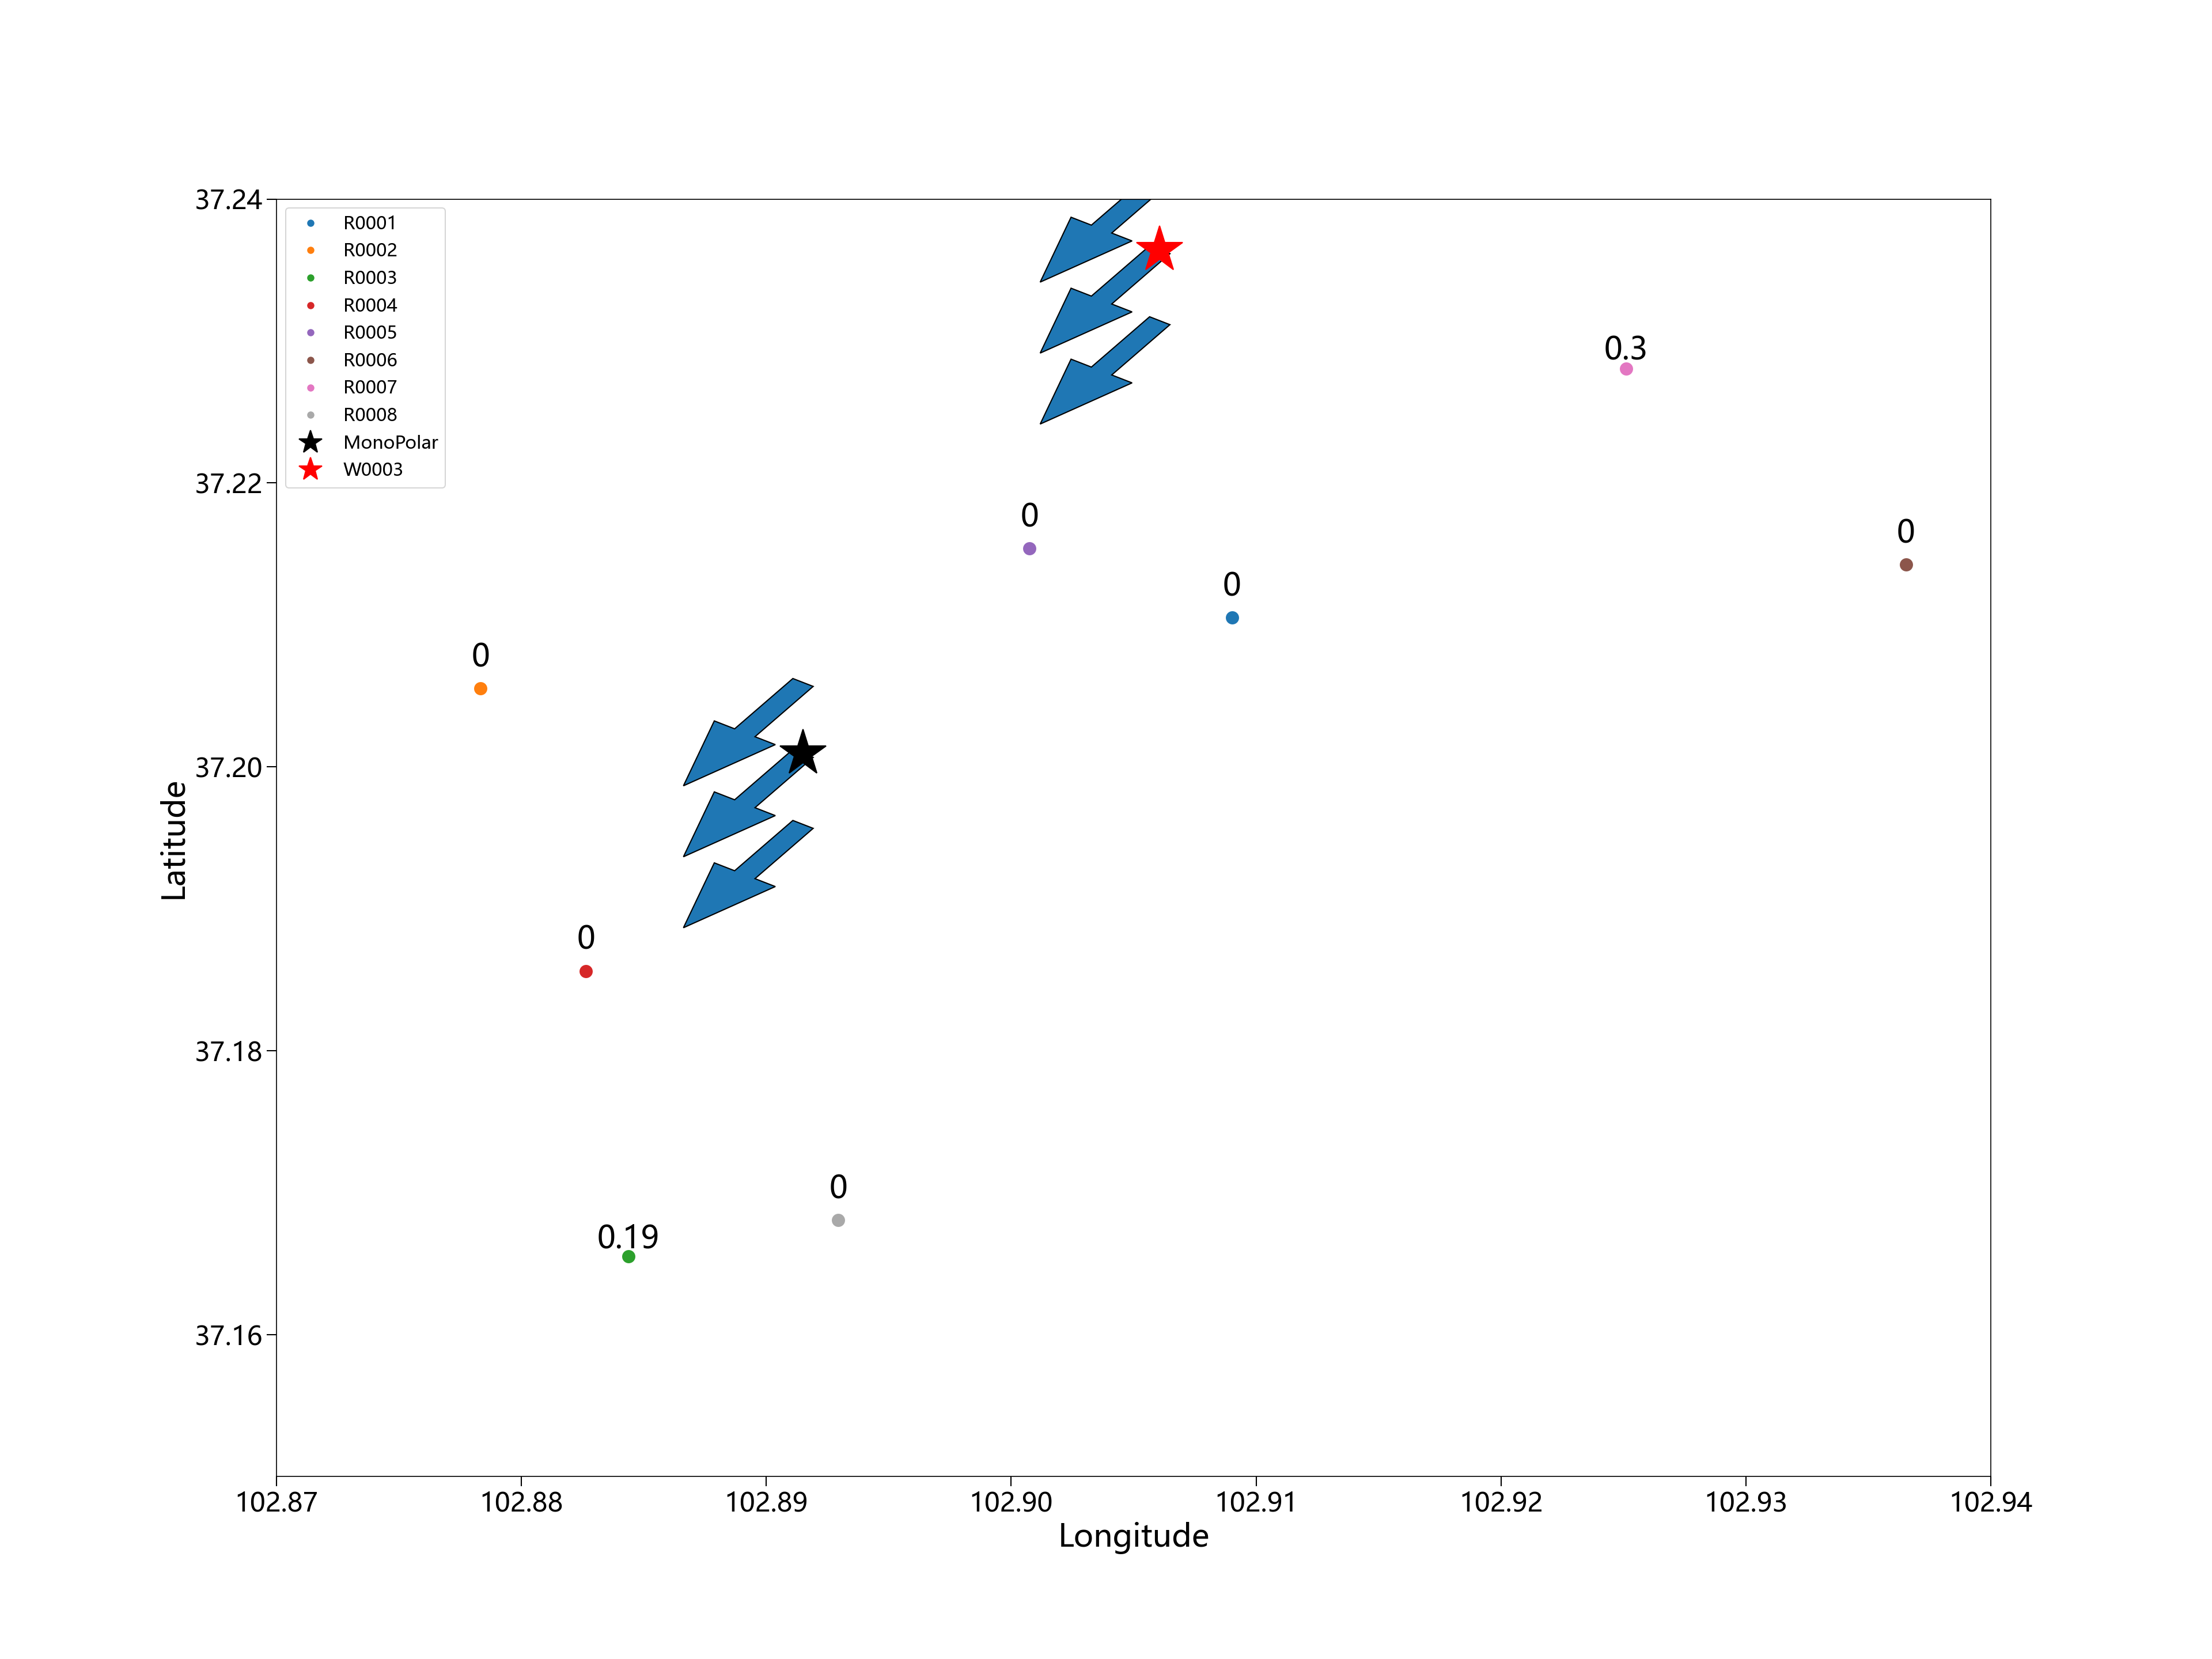 37.24
R0001
R0002
R0003
R0004
R0005
R0006
R0007
R0008
MonoPolar
W0003
0.3
37.22
0
0
0
0
37.20
Latitude
0
37.18
0
0.19
37.16
102.87 102.88 102.89 102.90 102.91 102.92 102.93 102.94
Longitude